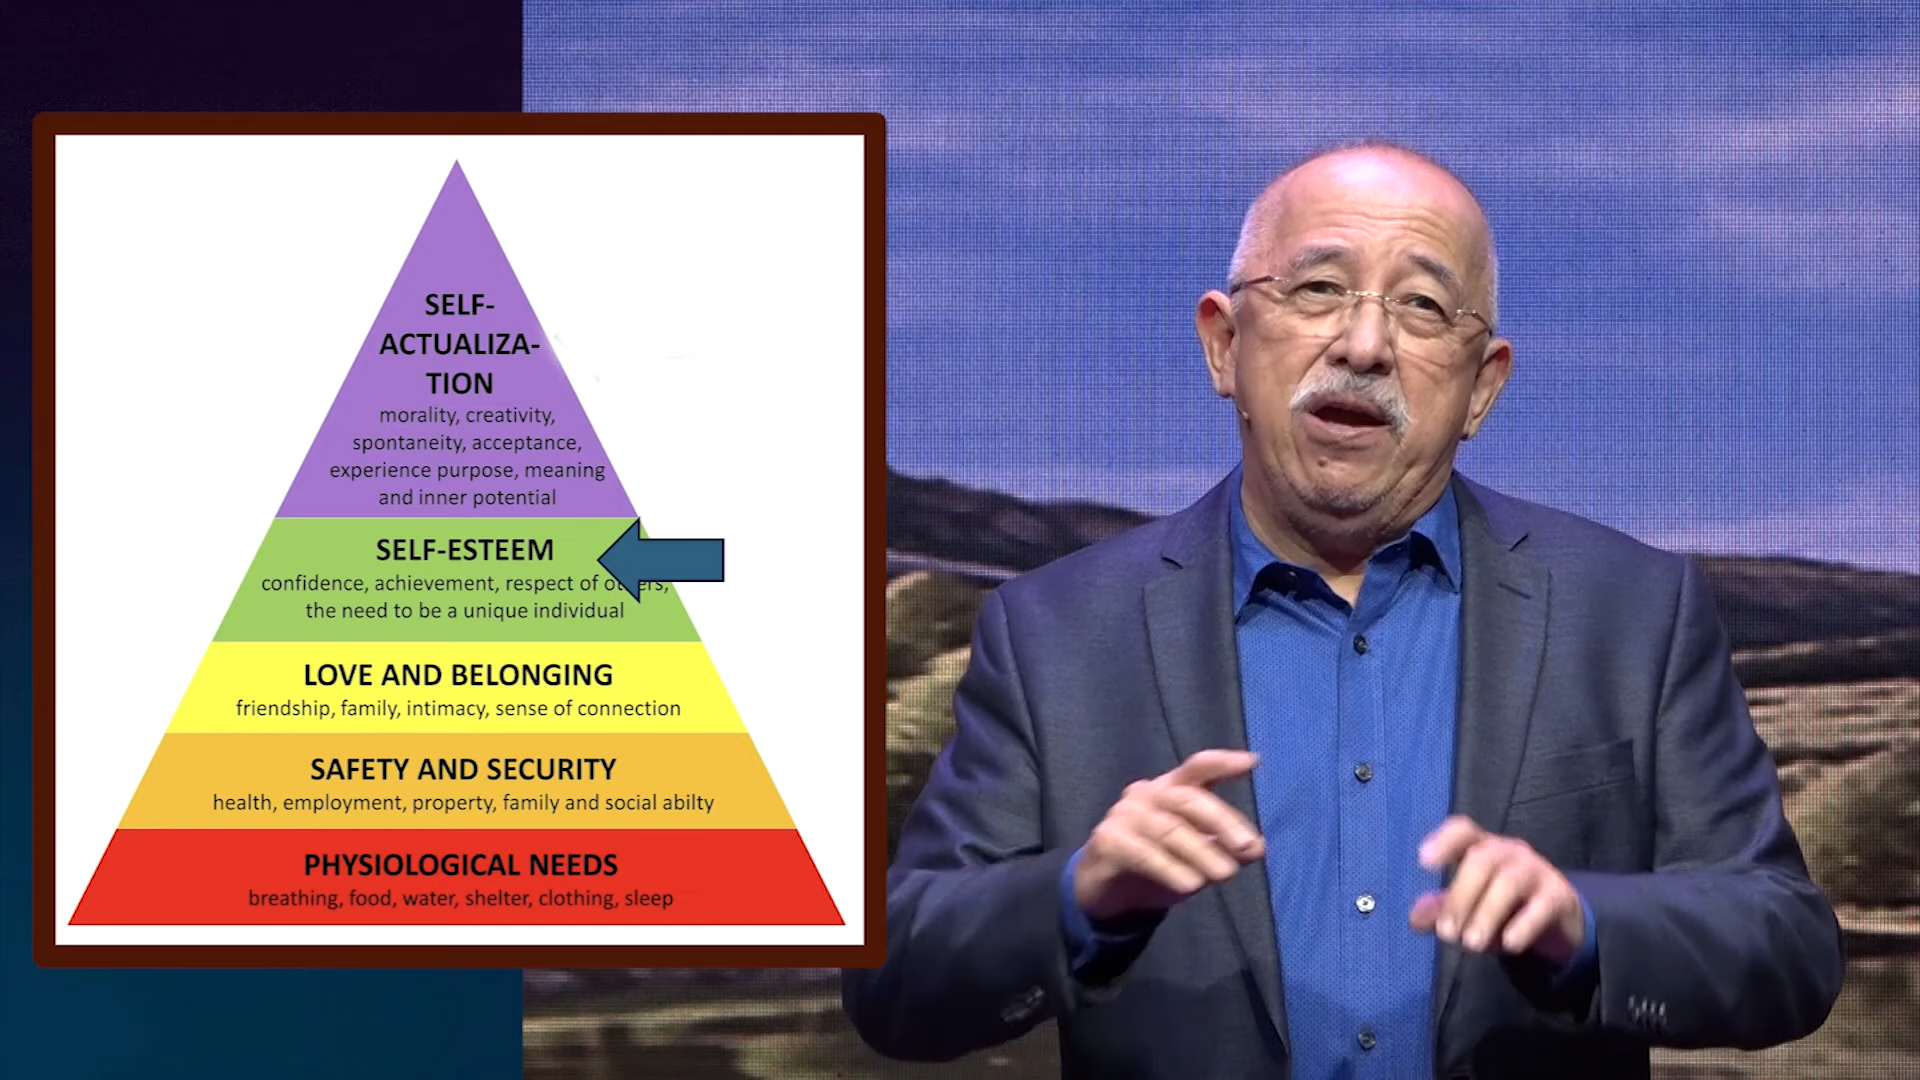 SELF-
ACTUALIZA-
TION
morality, creativity,
spontaneity, acceptance,
experience purpose, meaning
and inner potential
SELF-ESTEEM
confidence, achievement, respect of others,
the need to be a unique individual
LOVE AND BELONGING
friendship, family, intimacy, sense of connection
SAFETY AND SECURITY
health, employment, property, family and social abilty
PHYSIOLOGICAL NEEDS
breathing, food, water, shelter, clothing, sleep